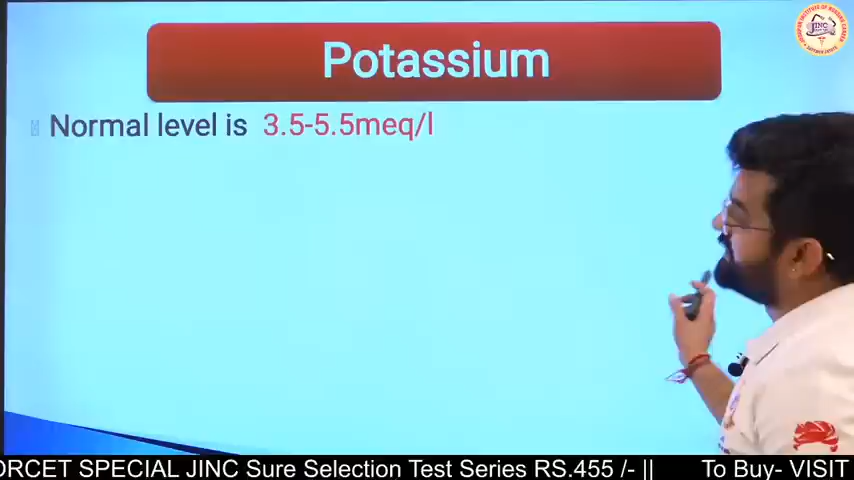 Potassium
Normal level is 3.5-5.5meq/l
JINC
ORCET SPECIAL JINC Sure Selection Test Series RS.455 /- || To Buy- VISIT